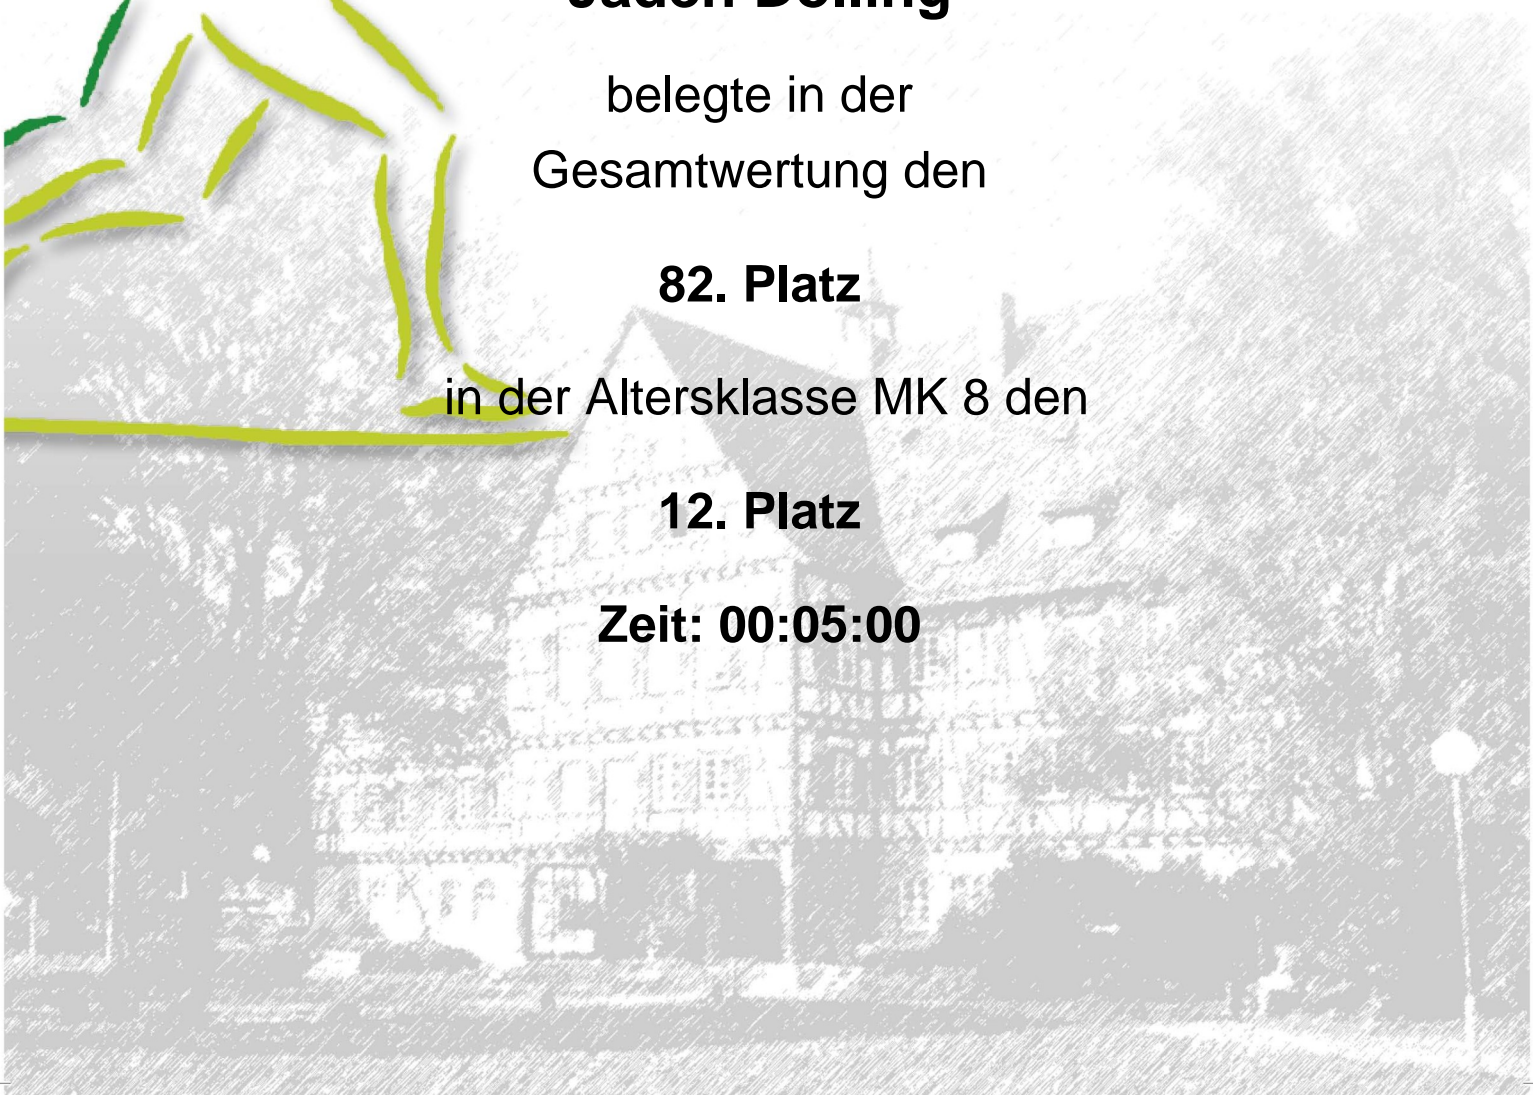 belegte in der
Gesamtwertung den
82. Platz
in der Altersklasse MK 8 den
12. Platz
Zeit: 00:05:00